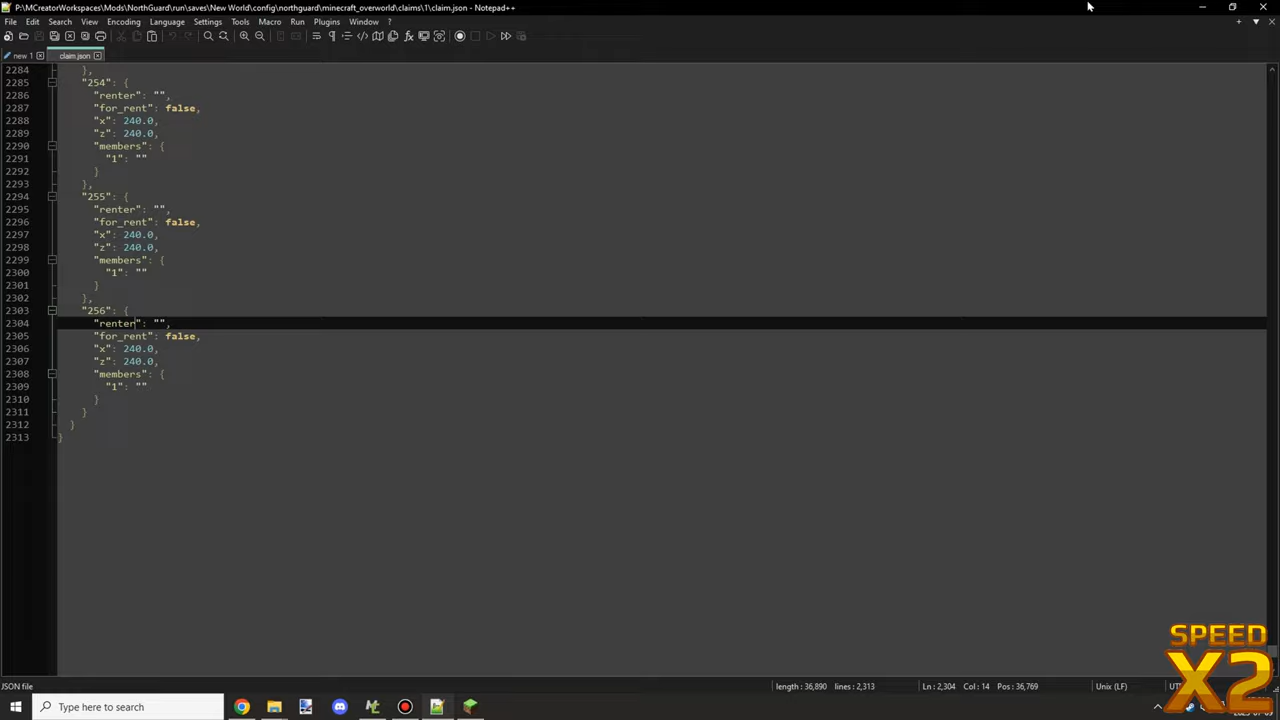 P:\MCreatorWorkspaces\Mods\NorthGuard\run\saves\New World\config\northguard\minecraft_overworld\claims\1\claim.json - Notepad++
File Edit Search View Encoding Language Settings Tools Macro Run Plugins Window ?
new 1 claim.json
2284 },
2285 "254": {
2286 "renter": "",
2287 "for_rent": false,
2288 "x": 240.0,
2289 "z": 240.0,
2290 "members": {
2291 "1": ""
2292 }
2293 },
2294 "255": {
2295 "renter": "",
2296 "for_rent": false,
2297 "x": 240.0,
2298 "z": 240.0,
2299 "members": {
2300 "1": ""
2301 }
2302 },
2303 "256": {
2304 "renter": "",
2305 "for_rent": false,
2306 "x": 240.0,
2307 "z": 240.0,
2308 "members": {
2309 "1": ""
2310 }
2311 }
2312 }
2313 }
SPEED
X2
JSON file length : 36,890 lines : 2,313 Ln : 2,304 Col : 14 Pos : 36,769 Unix (LF)
Type here to search